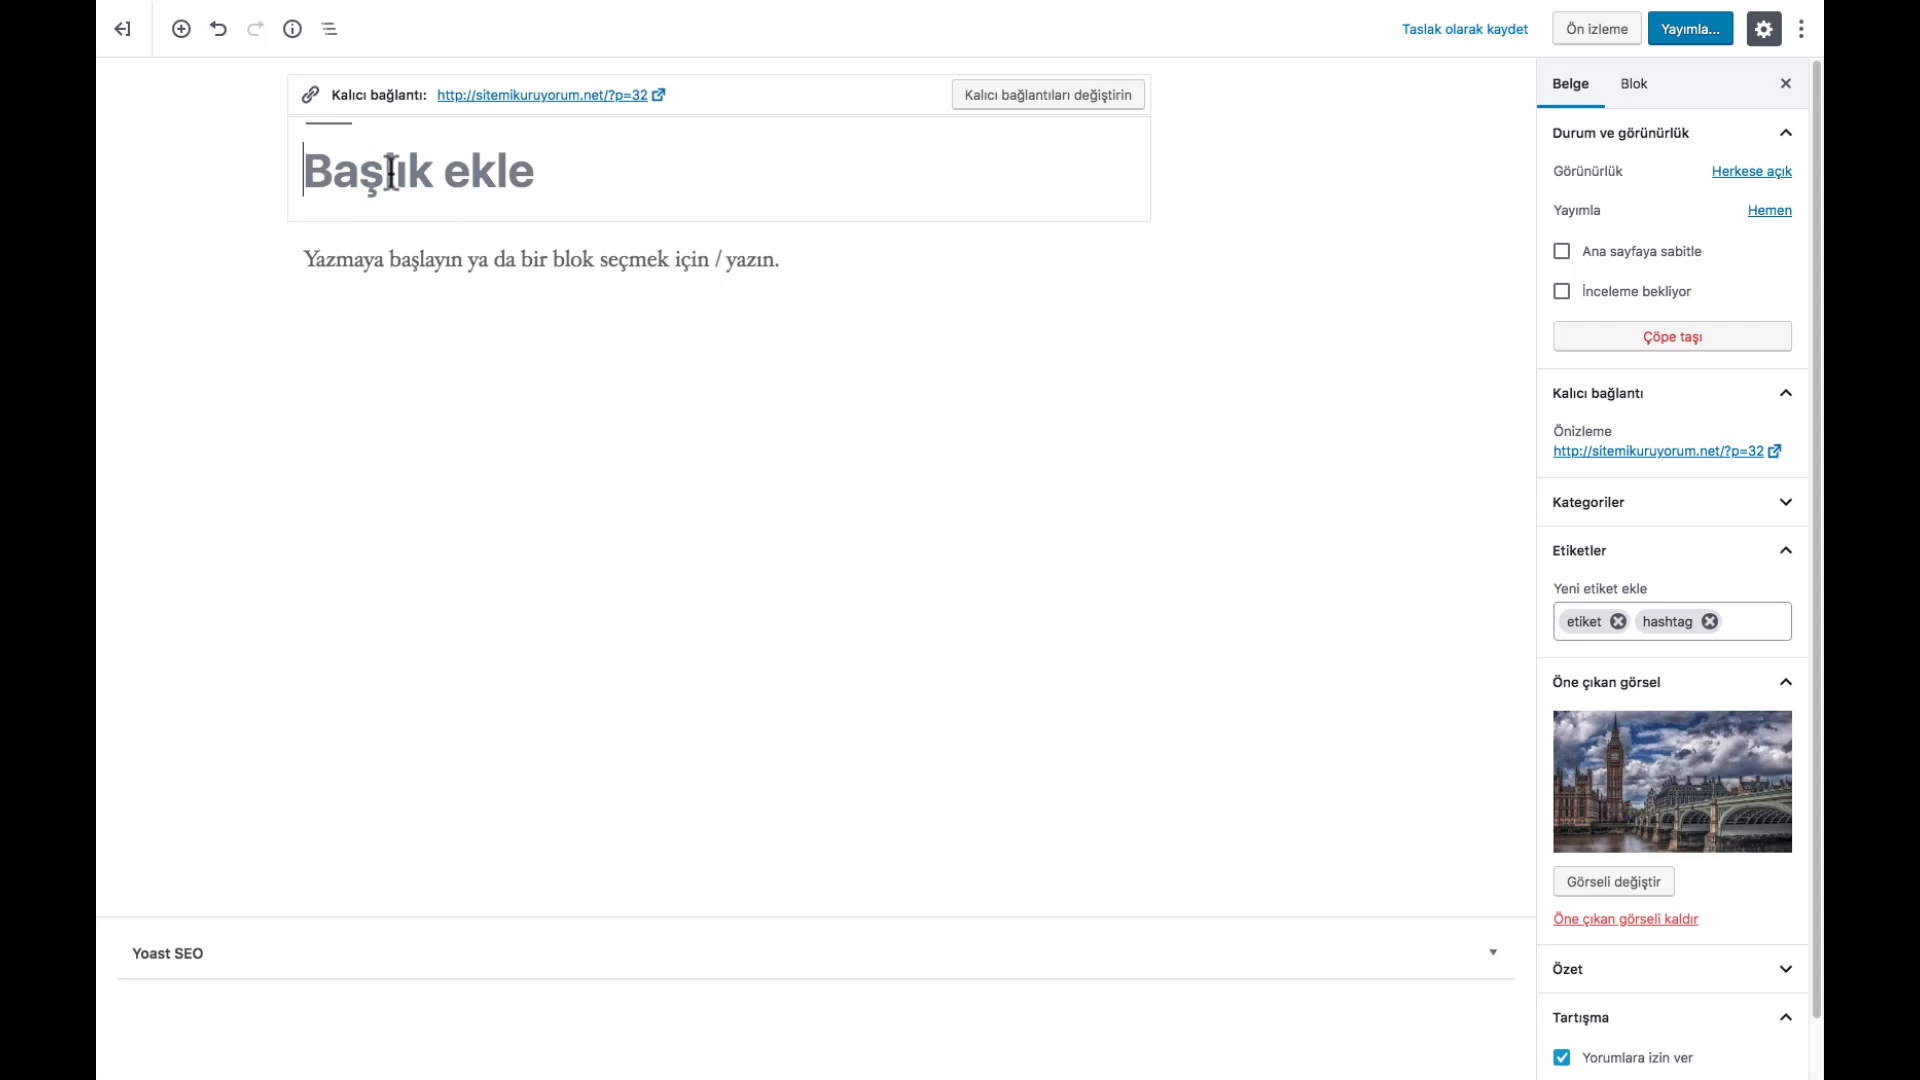 Taslak olarak kaydet
Ön izleme
Yayımla...
Kalıcı bağlantı: http://sitemikuruyorum.net/?p=32
Kalıcı bağlantıları değiştirin
Başlık ekle
Yazmaya başlayın ya da bir blok seçmek için / yazın.
Yoast SEO
Belge
Blok
Durum ve görünürlük
Görünürlük
Herkese açık
Yayımla
Hemen
Ana sayfaya sabitle
İnceleme bekliyor
Çöpe taşı
Kalıcı bağlantı
Önizleme
http://sitemikuruyorum.net/?p=32
Kategoriler
Etiketler
Yeni etiket ekle
etiket
hashtag
Öne çıkan görsel
Görseli değiştir
Öne çıkan görseli kaldır
Özet
Tartışma
Yorumlara izin ver